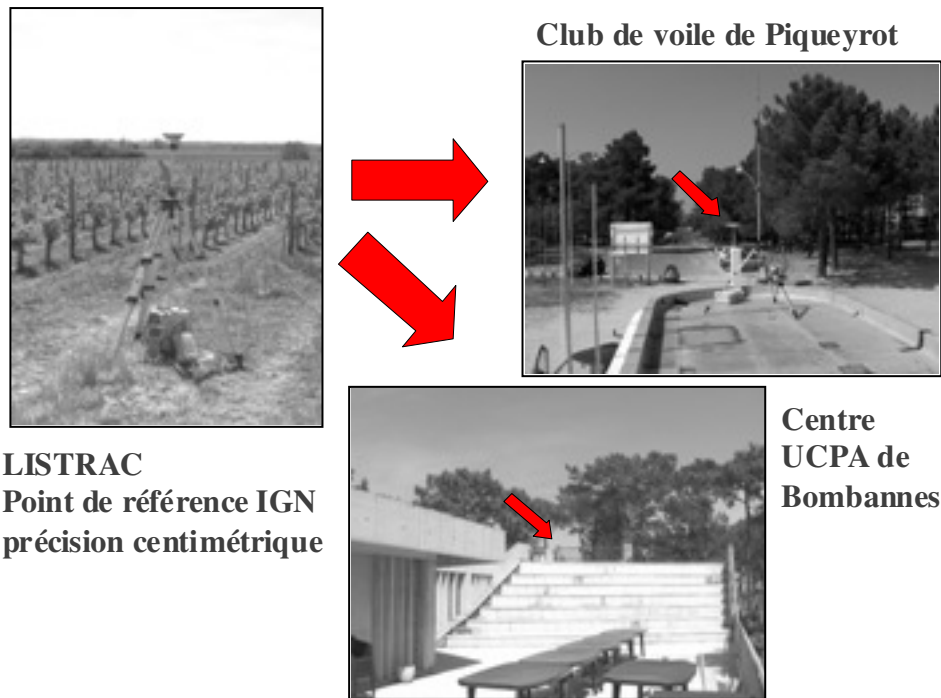 Club de voile de Piqueyrot
LISTRAC
Point de référence IGN
précision centimétrique
Centre
UCPA de
Bombannes